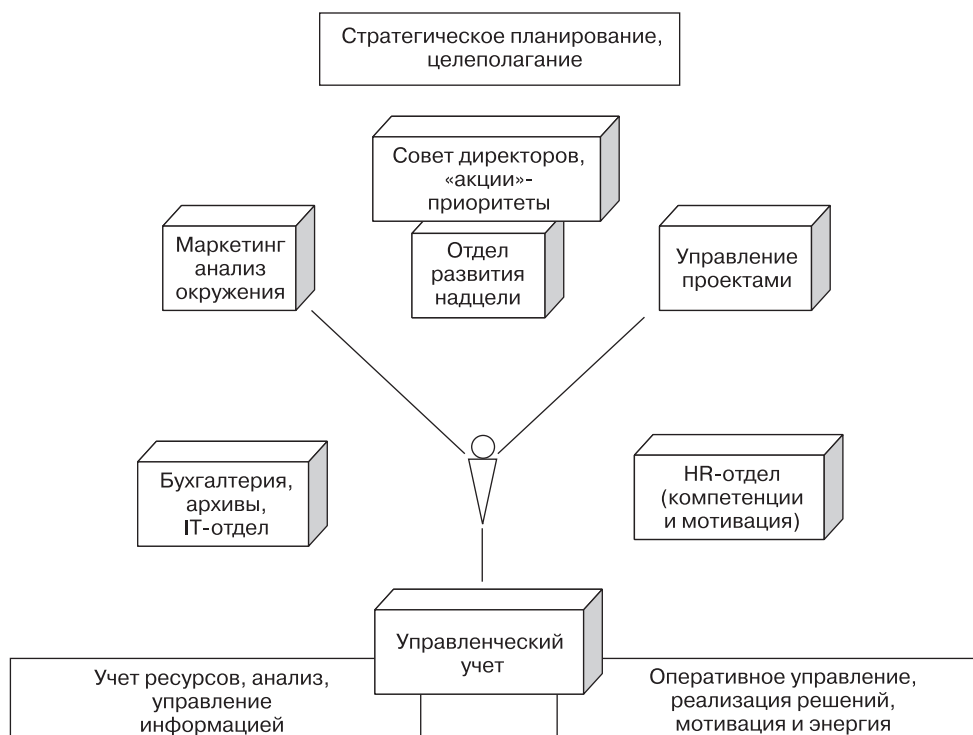 Стратегическое планирование,
целеполагание
Совет директоров,
«акции»-
приоритеты
Маркетинг
анализ
окружения
Отдел
развития
надцели
Управление
проектами
Бухгалтерия,
архивы,
IT-отдел
HR-отдел
(компетенции
и мотивация)
Управленческий
учет
Учет ресурсов, анализ,
управление
информацией
Оперативное управление,
реализация решений,
мотивация и энергия